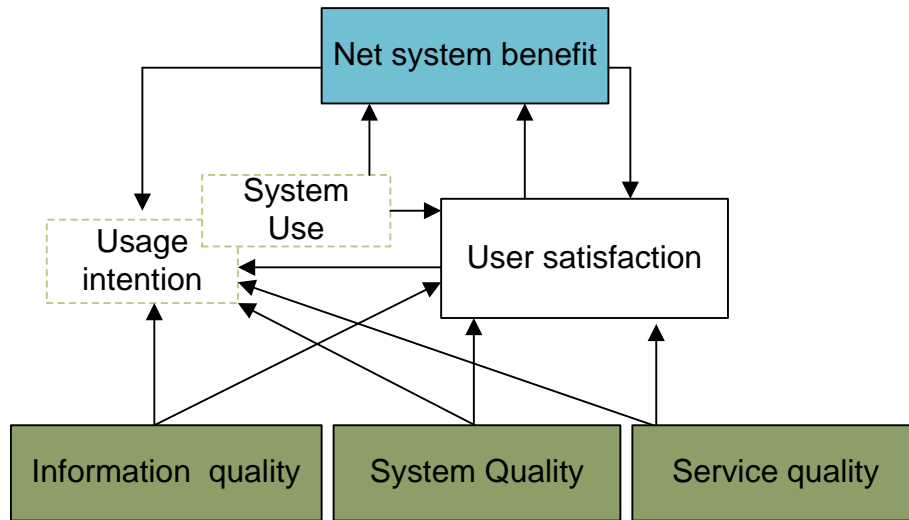 Net system benefit
System
Use
Usage
intention
User satisfaction
Information  quality
System Quality
Service quality